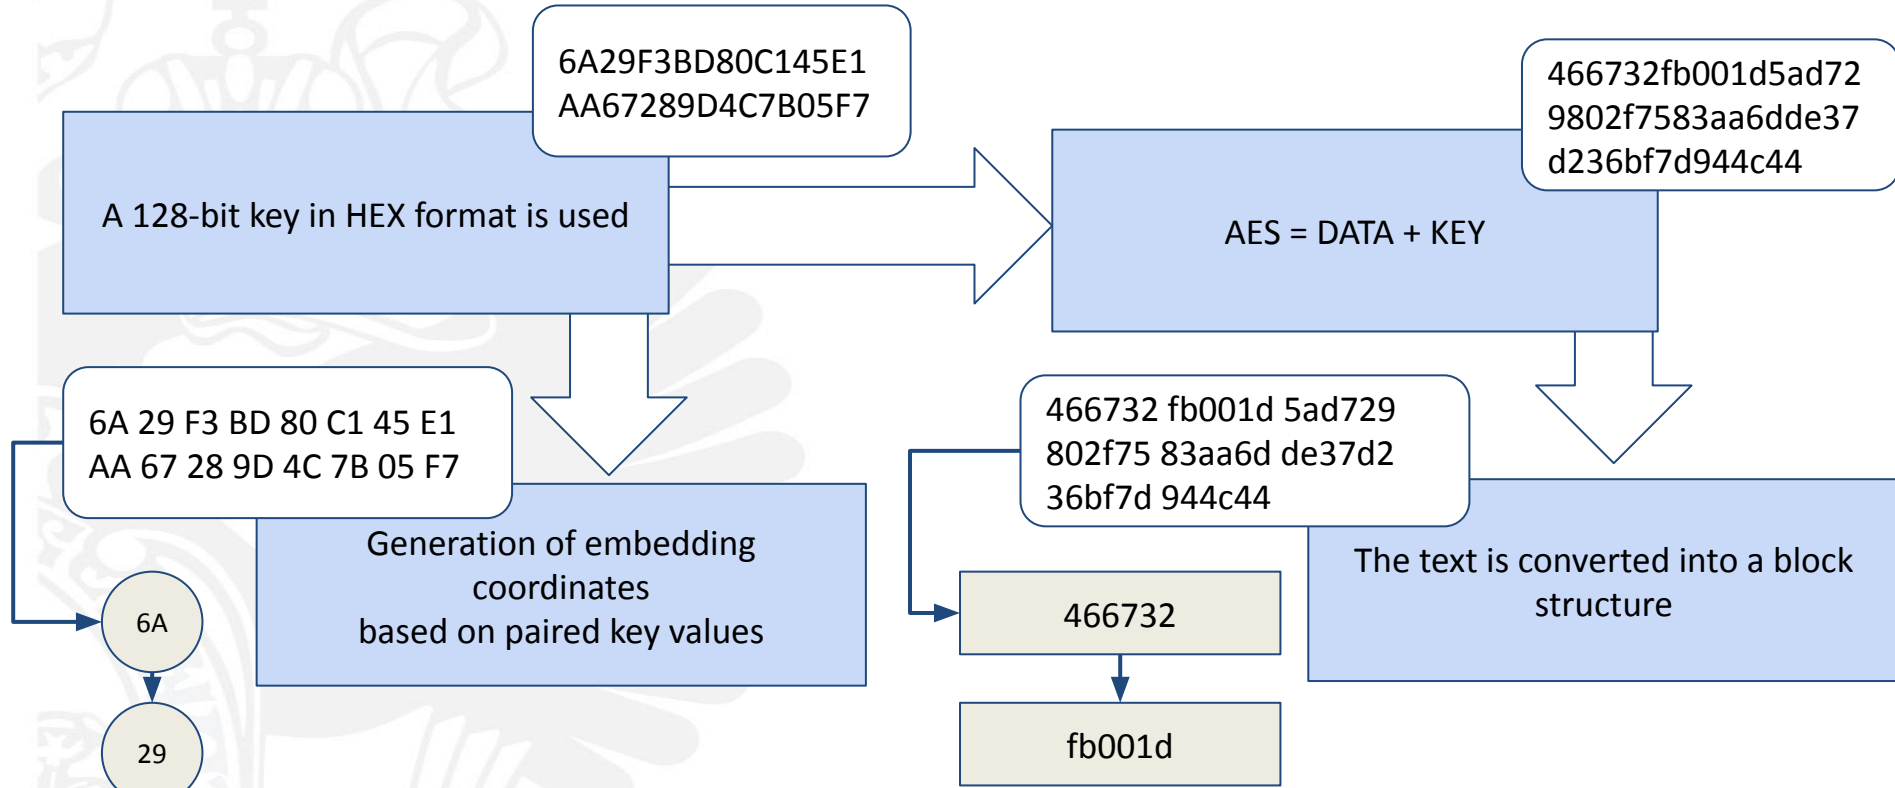 6A29F3BD80C145E1
AA67289D4C7B05F7
A 128-bit key in HEX format is used
466732fb001d5ad72
9802f7583aa6dde37
d236bf7d944c44
AES = DATA + KEY
6A 29 F3 BD 80 C1 45 E1
AA 67 28 9D 4C 7B 05 F7
Generation of embedding
coordinates
based on paired key values
6A
29
466732 fb001d 5ad729
802f75 83aa6d de37d2
36bf7d 944c44
The text is converted into a block
structure
466732
fb001d